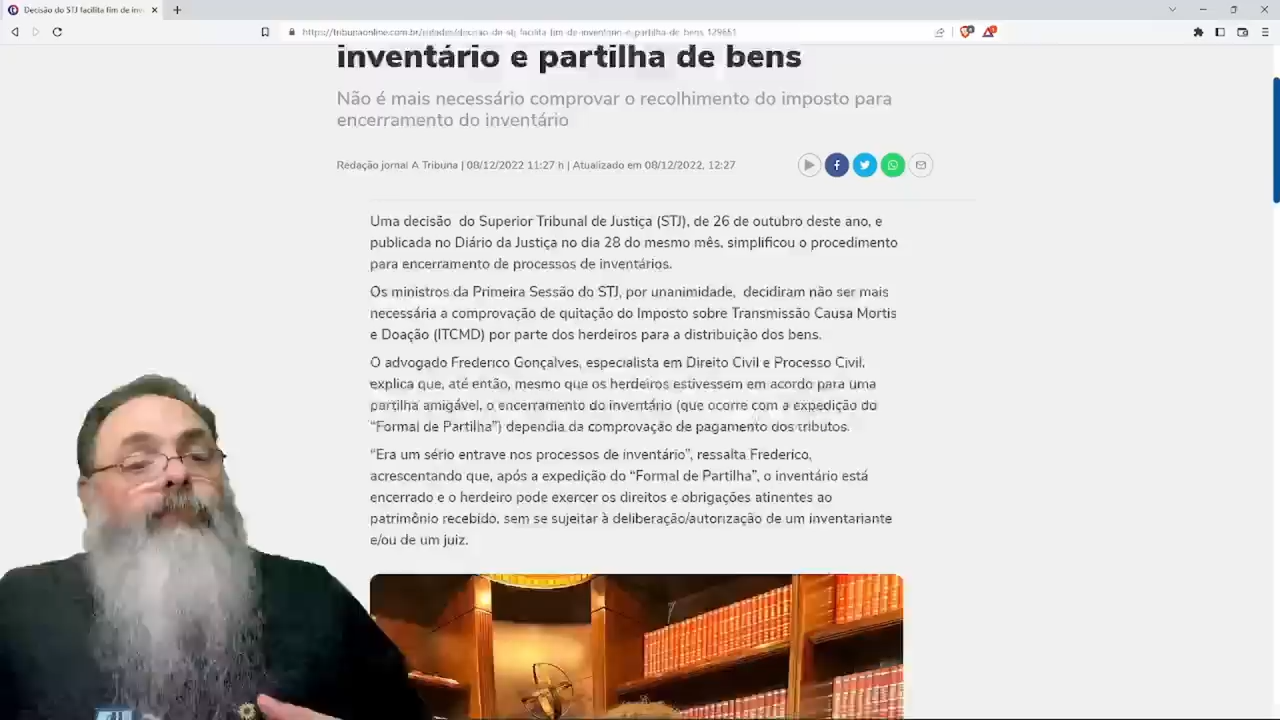 Decisão do STJ facilita fim de inv
https://tribunaonline.com.br/cidades/decisao-do-stj-facilita-fim-de-inventario-e-partilha-de-bens-129651
inventário e partilha de bens
Não é mais necessário comprovar o recolhimento do imposto para
encerramento do inventário
Redação jornal A Tribuna | 08/12/2022 11:27 h | Atualizado em 08/12/2022, 12:27
Uma decisão do Superior Tribunal de Justiça (STJ), de 26 de outubro deste ano, e
publicada no Diário da Justiça no dia 28 do mesmo mês, simplificou o procedimento
para encerramento de processos de inventários.
Os ministros da Primeira Sessão do STJ, por unanimidade, decidiram não ser mais
necessária a comprovação de quitação do Imposto sobre Transmissão Causa Mortis
e Doação (ITCMD) por parte dos herdeiros para a distribuição dos bens.
O advogado Frederico Gonçalves, especialista em Direito Civil e Processo Civil,
explica que, até então, mesmo que os herdeiros estivessem em acordo para uma
partilha amigável, o encerramento do inventário (que ocorre com a expedição do
“Formal de Partilha”) dependia da comprovação de pagamento dos tributos.
“Era um sério entrave nos processos de inventário”, ressalta Frederico,
acrescentando que, após a expedição do “Formal de Partilha”, o inventário está
encerrado e o herdeiro pode exercer os direitos e obrigações atinentes ao
patrimônio recebido, sem se sujeitar à deliberação/autorização de um inventariante
e/ou de um juiz.